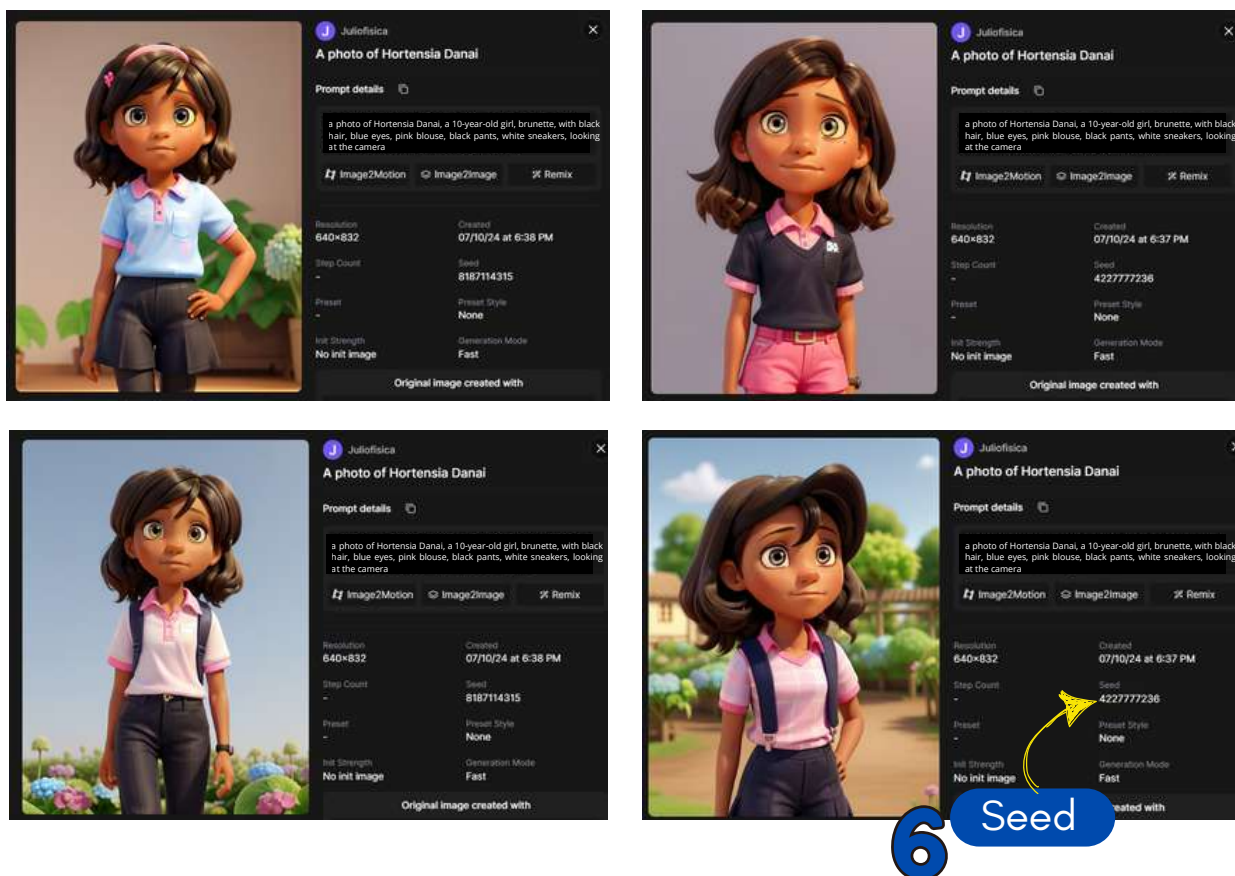 J Juliofisica
A photo of Hortensia Danai
Prompt details
a photo of Hortensia Danai, a 10-year-old girl, brunette, with black
hair, blue eyes, pink blouse, black pants, white sneakers, looking
at the camera
Image2Motion Image2Image Remix
Resolution Created
640×832 07/10/24 at 6:38 PM
Step Count Seed
- 8187114315
Preset Preset Style
- None
Init Strength Generation Mode
No init image Fast
Original image created with
J Juliofisica
A photo of Hortensia Danai
Prompt details
a photo of Hortensia Danai, a 10-year-old girl, brunette, with black
hair, blue eyes, pink blouse, black pants, white sneakers, looking
at the camera
Image2Motion Image2Image Remix
Resolution Created
640×832 07/10/24 at 6:37 PM
Step Count Seed
- 4227777236
Preset Preset Style
- None
Init Strength Generation Mode
No init image Fast
Original image created with
J Juliofisica
A photo of Hortensia Danai
Prompt details
a photo of Hortensia Danai, a 10-year-old girl, brunette, with black
hair, blue eyes, pink blouse, black pants, white sneakers, looking
at the camera
Image2Motion Image2Image Remix
Resolution Created
640×832 07/10/24 at 6:38 PM
Step Count Seed
- 8187114315
Preset Preset Style
- None
Init Strength Generation Mode
No init image Fast
Original image created with
J Juliofisica
A photo of Hortensia Danai
Prompt details
a photo of Hortensia Danai, a 10-year-old girl, brunette, with black
hair, blue eyes, pink blouse, black pants, white sneakers, looking
at the camera
Image2Motion Image2Image Remix
Resolution Created
640×832 07/10/24 at 6:37 PM
Step Count Seed
- 4227777236
Preset Preset Style
- None
Init Strength Generation Mode
No init image Fast
created with
6 Seed